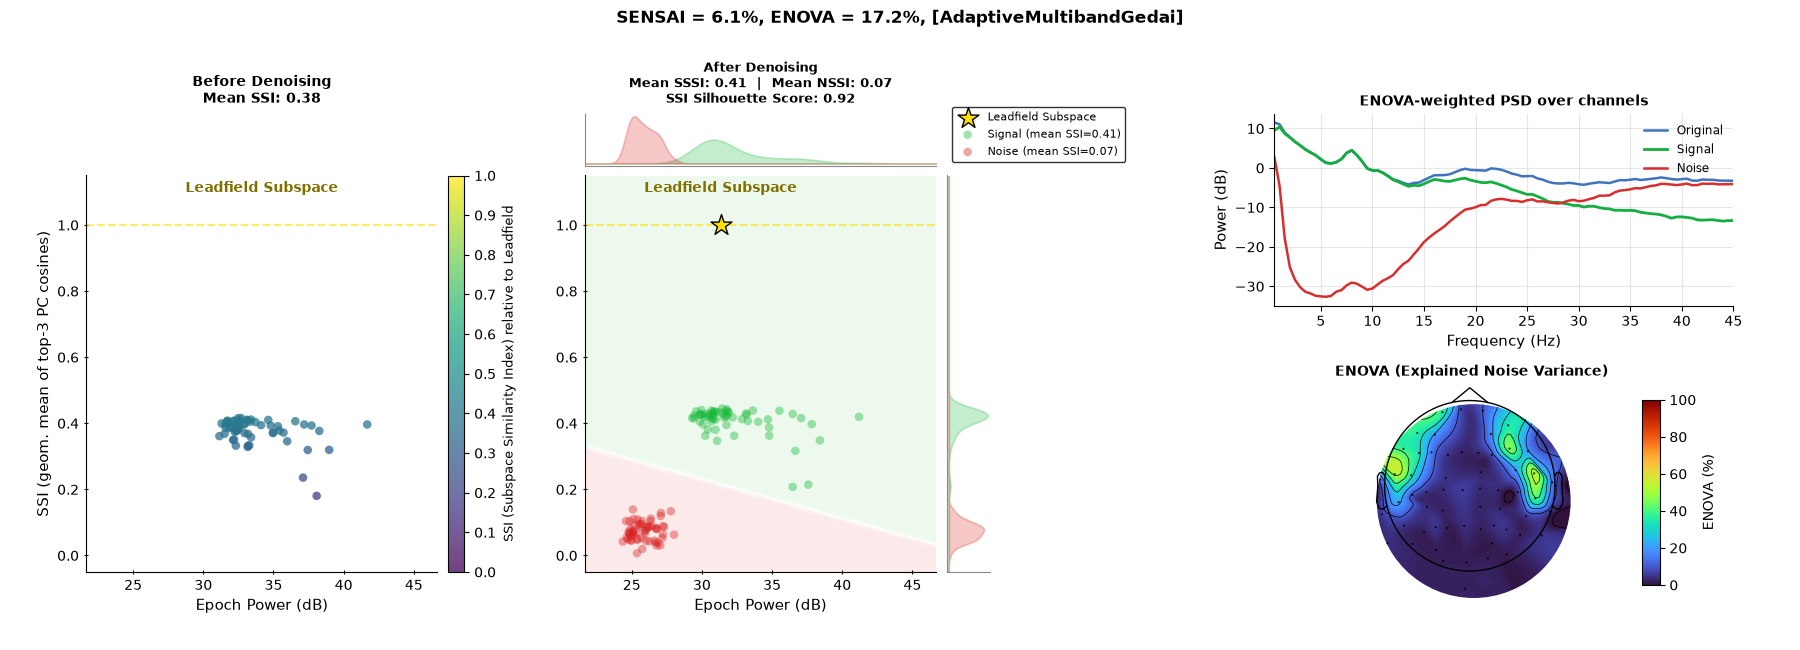 SENSAI = 6.1%, ENOVA = 17.2%, [AdaptiveMultibandGedai]
Before Denoising
Mean SSI: 0.38
Leadfield Subspace
SSI (geom. mean of top-3 PC cosines)
1.0
0.8
0.6
0.4
0.2
0.0
25 30 35 40 45
Epoch Power (dB)
1.0
0.9
0.8
0.7
0.6
0.5
0.4
0.3
0.2
0.1
0.0
SSI (Subspace Similarity Index) relative to Leadfield
After Denoising
Mean SSSI: 0.41 | Mean NSSI: 0.07
SSI Silhouette Score: 0.92
Leadfield Subspace
Signal (mean SSI=0.41)
Noise (mean SSI=0.07)
Leadfield Subspace
1.0
0.8
0.6
0.4
0.2
0.0
25 30 35 40 45
Epoch Power (dB)
ENOVA-weighted PSD over channels
Original
Signal
Noise
Power (dB)
10
0
−10
−20
−30
5 10 15 20 25 30 35 40 45
Frequency (Hz)
ENOVA (Explained Noise Variance)
100
80
60
40
20
0
ENOVA (%)